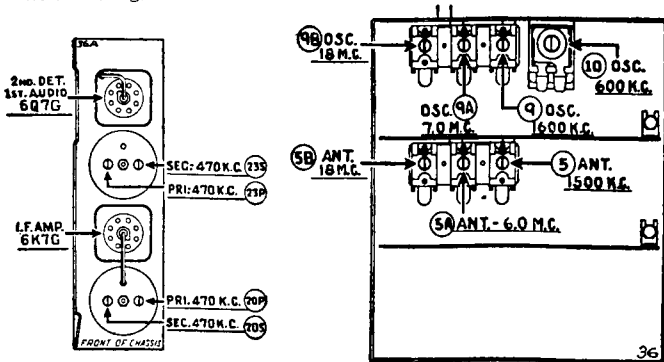 36A
2ND. DET.
1ST. AUDIO
6Q7G
SEC: 470 K.C. 23S
PRI: 470 K.C. 23P
I.F. AMP.
6K7G
PRI: 470 K.C. 20P
SEC. 470 K.C. 20S
FRONT OF CHASSIS
9B OSC.
18 M.C.
10 OSC.
600 K.C.
OSC. 9A
7.0 M.C.
9 OSC.
1600 K.C.
5B ANT.
18 M.C.
5 ANT.
1500 K.C.
5A ANT. - 6.0 M.C.
36